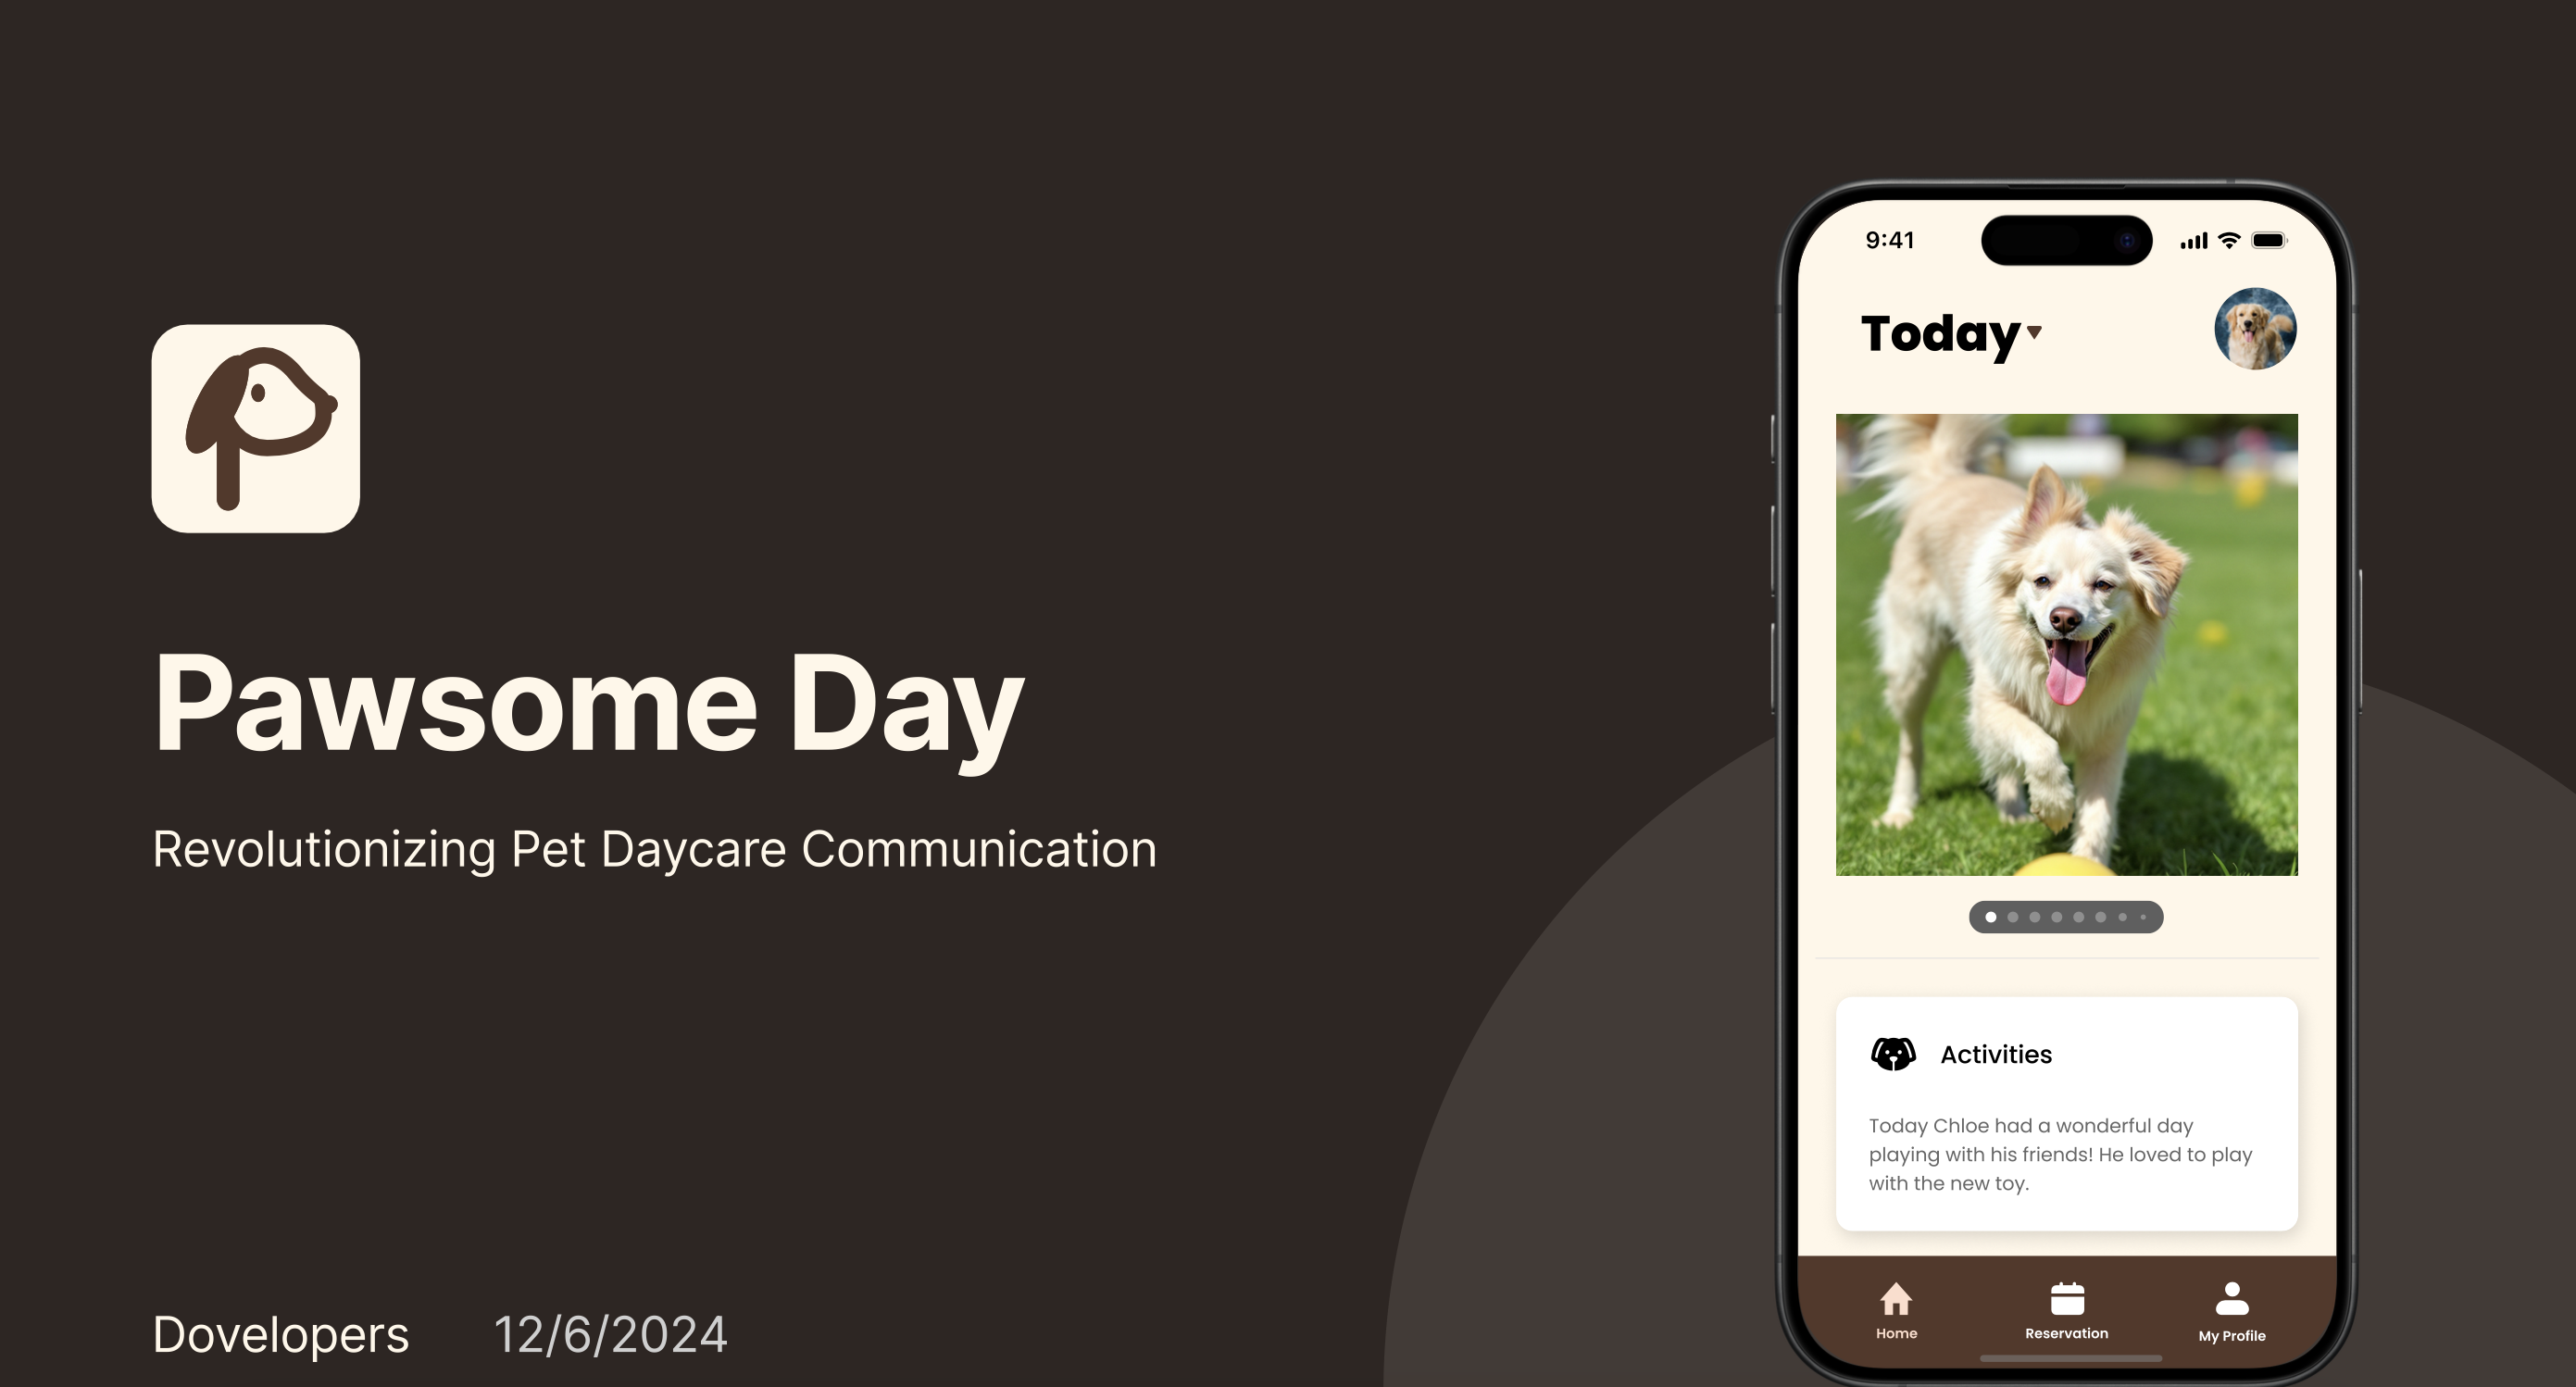 Pawsome Day
Revolutionizing Pet Daycare Communication
Dovelopers 12/6/2024
9:41
Today
Activities
Today Chloe had a wonderful day
playing with his friends! He loved to play
with the new toy.
Home Reservation My Profile